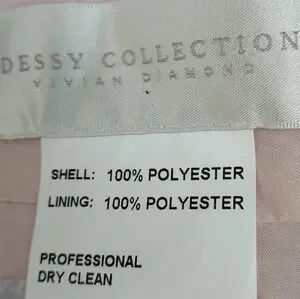 DESSY COLLECTION
VIVIAN DIAMOND
SHELL: 100% POLYESTER
LINING: 100% POLYESTER
PROFESSIONAL
DRY CLEAN